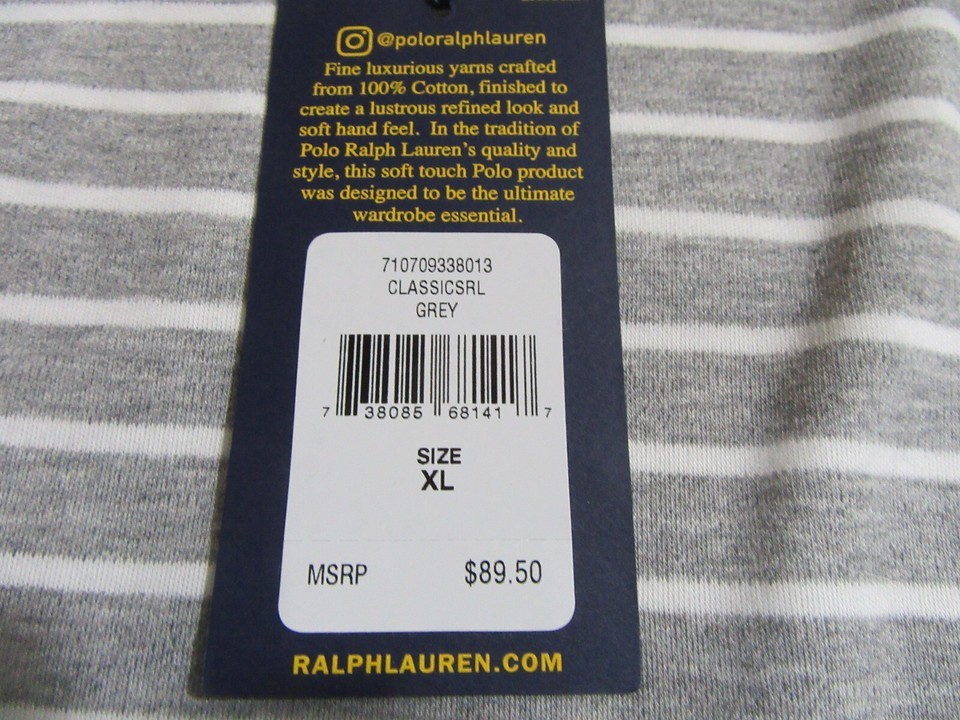 @poloralphlauren
Fine luxurious yarns crafted
from 100% Cotton, finished to
create a lustrous refined look and
soft hand feel. In the tradition of
Polo Ralph Lauren's quality and
style, this soft touch Polo product
was designed to be the ultimate
wardrobe essential.
710709338013
CLASSICSRL
GREY
7 38085 68141 7
SIZE
XL
MSRP $89.50
RALPHLAUREN.COM